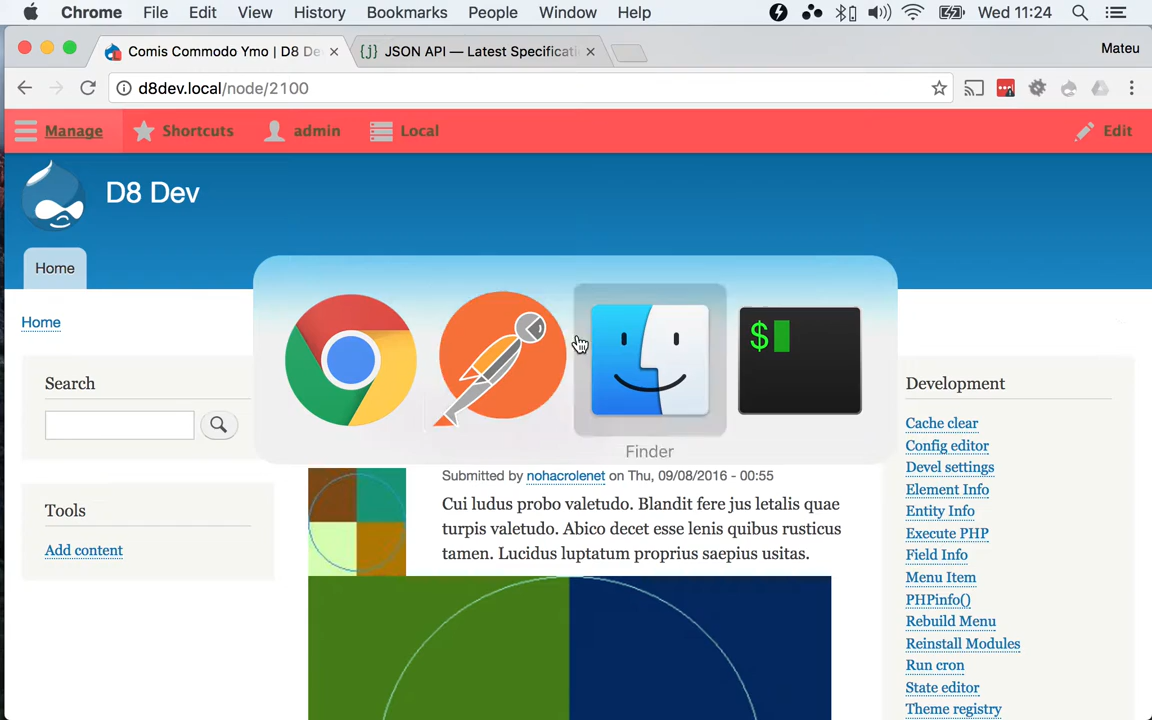 Chrome File Edit View History Bookmarks People Window Help Wed 11:24
Comis Commodo Ymo | D8 De
{j} JSON API — Latest Specificati
Mateu
d8dev.local/node/2100
Manage Shortcuts admin Local Edit
D8 Dev
Home
Home
Search
Tools
Add content
$
Finder
Submitted by nohacrolenet on Thu, 09/08/2016 - 00:55
Cui ludus probo valetudo. Blandit fere jus letalis quae
turpis valetudo. Abico decet esse lenis quibus rusticus
tamen. Lucidus luptatum proprius saepius usitas.
Development
Cache clear
Config editor
Devel settings
Element Info
Entity Info
Execute PHP
Field Info
Menu Item
PHPinfo()
Rebuild Menu
Reinstall Modules
Run cron
State editor
Theme registry